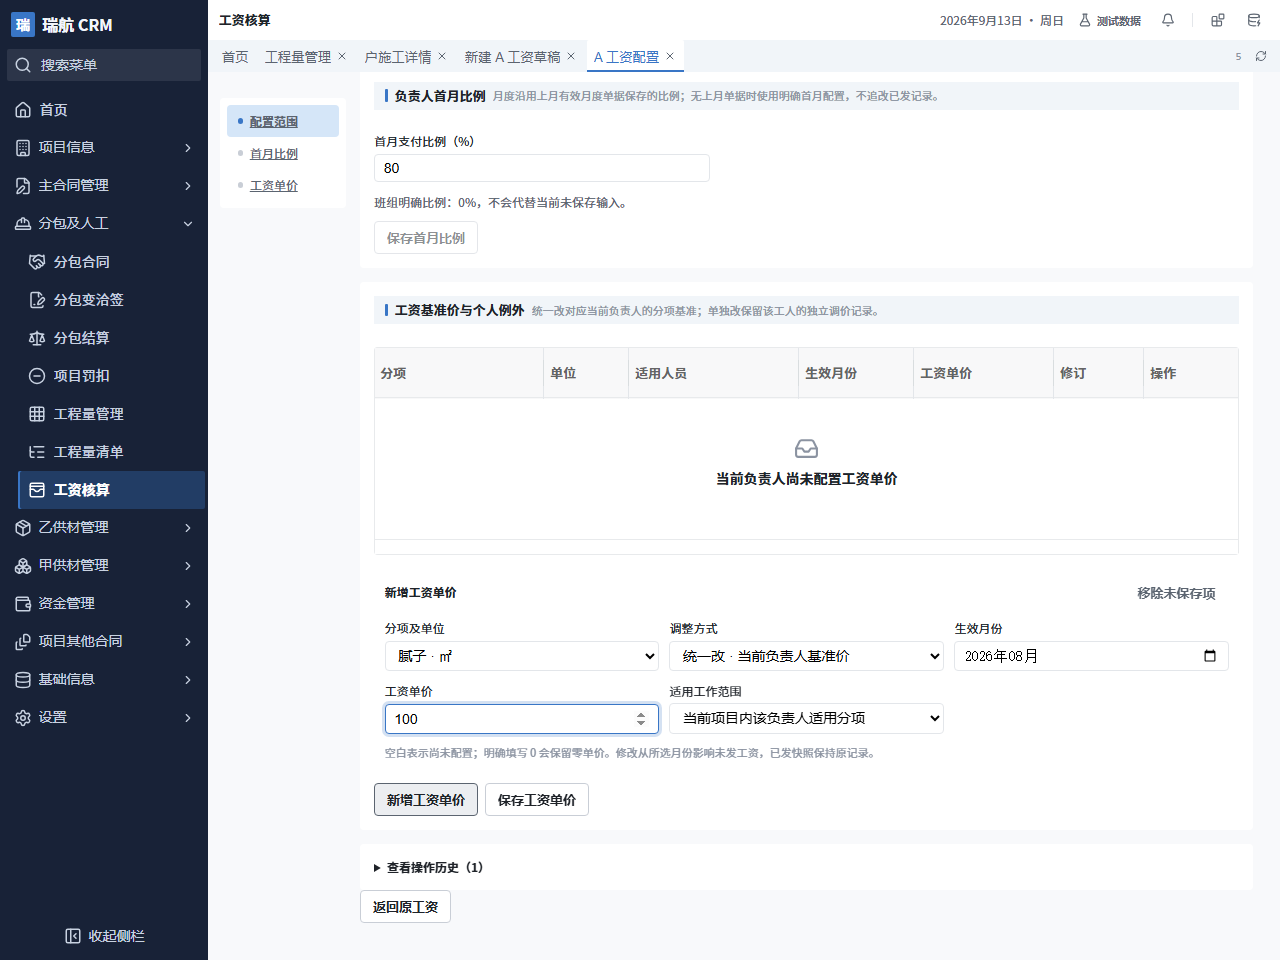 瑞 瑞航 CRM
搜索菜单
首页
项目信息
主合同管理
分包及人工
分包合同
分包变洽签
分包结算
项目罚扣
工程量管理
工程量清单
工资核算
乙供材管理
甲供材管理
资金管理
项目其他合同
基础信息
设置
收起侧栏
工资核算
2026年9月13日 · 周日
测试数据
首页
工程量管理
户施工详情
新建 A 工资草稿
A 工资配置
5
配置范围
首月比例
工资单价
负责人首月比例 月度沿用上月有效月度单据保存的比例；无上月单据时使用明确首月配置，不追改已发记录。
首月支付比例（%）
80
班组明确比例：0%，不会代替当前未保存输入。
保存首月比例
工资基准价与个人例外 统一改对应当前负责人的分项基准；单独改保留该工人的独立调价记录。
分项 单位 适用人员 生效月份 工资单价 修订 操作
当前负责人尚未配置工资单价
新增工资单价 移除未保存项
分项及单位 调整方式 生效月份
腻子 · ㎡ 统一改 · 当前负责人基准价 2026年08月
工资单价 适用工作范围
100 当前项目内该负责人适用分项
空白表示尚未配置；明确填写 0 会保留零单价。修改从所选月份影响未发工资，已发快照保持原记录。
新增工资单价 保存工资单价
查看操作历史（1）
返回原工资